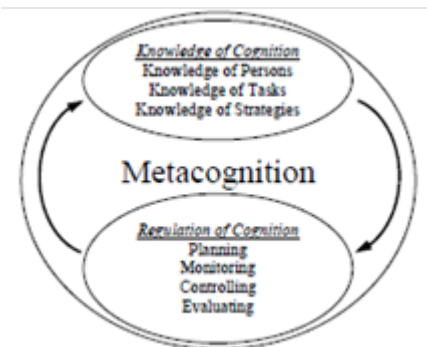 Knowledge of Cognition
Knowledge of Persons
Knowledge of Tasks
Knowledge of Strategies
Metacognition
Regulation of Cognition
Planning
Monitoring
Controlling
Evaluating